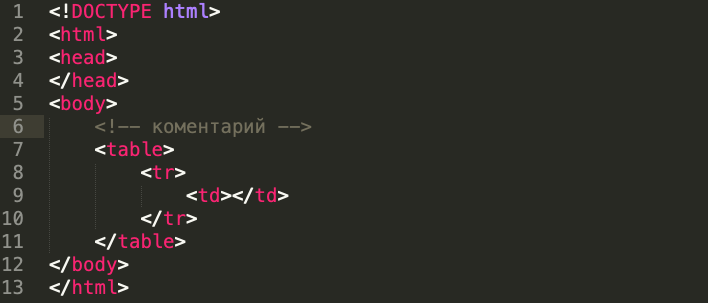 1 <!DOCTYPE html>
2 <html>
3 <head>
4 </head>
5 <body>
6     <!-- коментарий -->
7     <table>
8         <tr>
9             <td></td>
10         </tr>
11     </table>
12 </body>
13 </html>